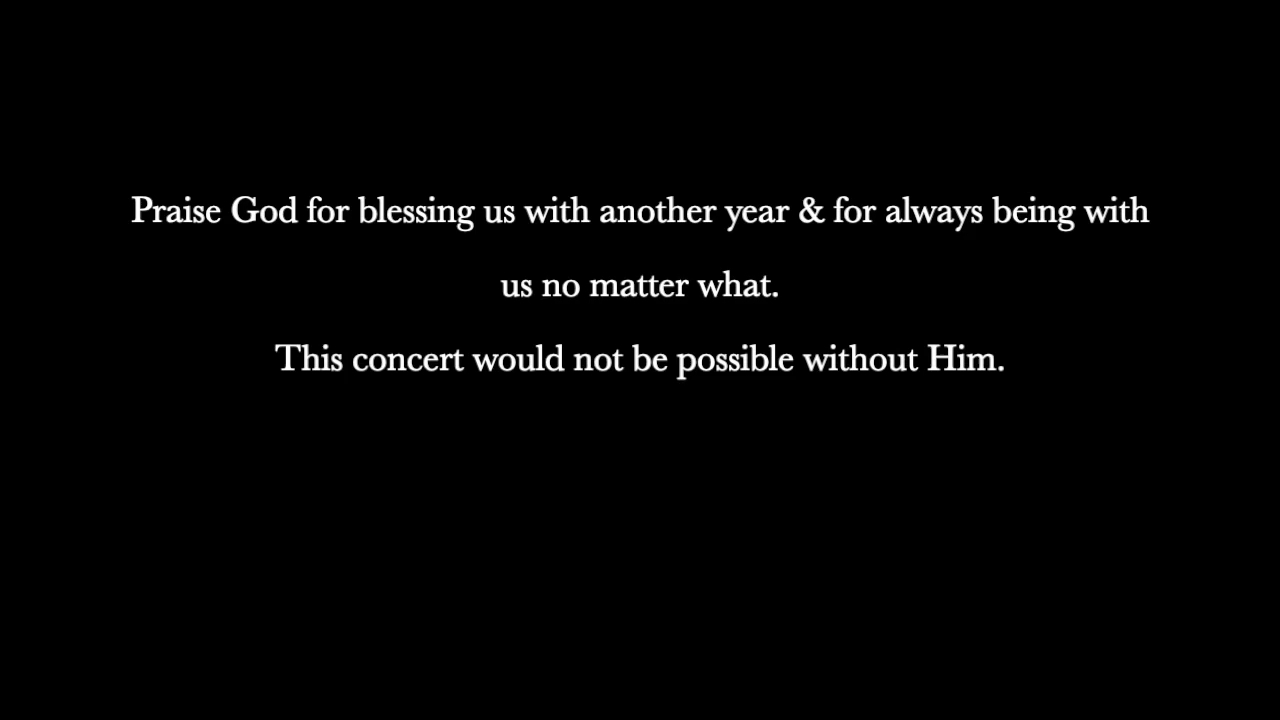 Praise God for blessing us with another year & for always being with
us no matter what.
This concert would not be possible without Him.